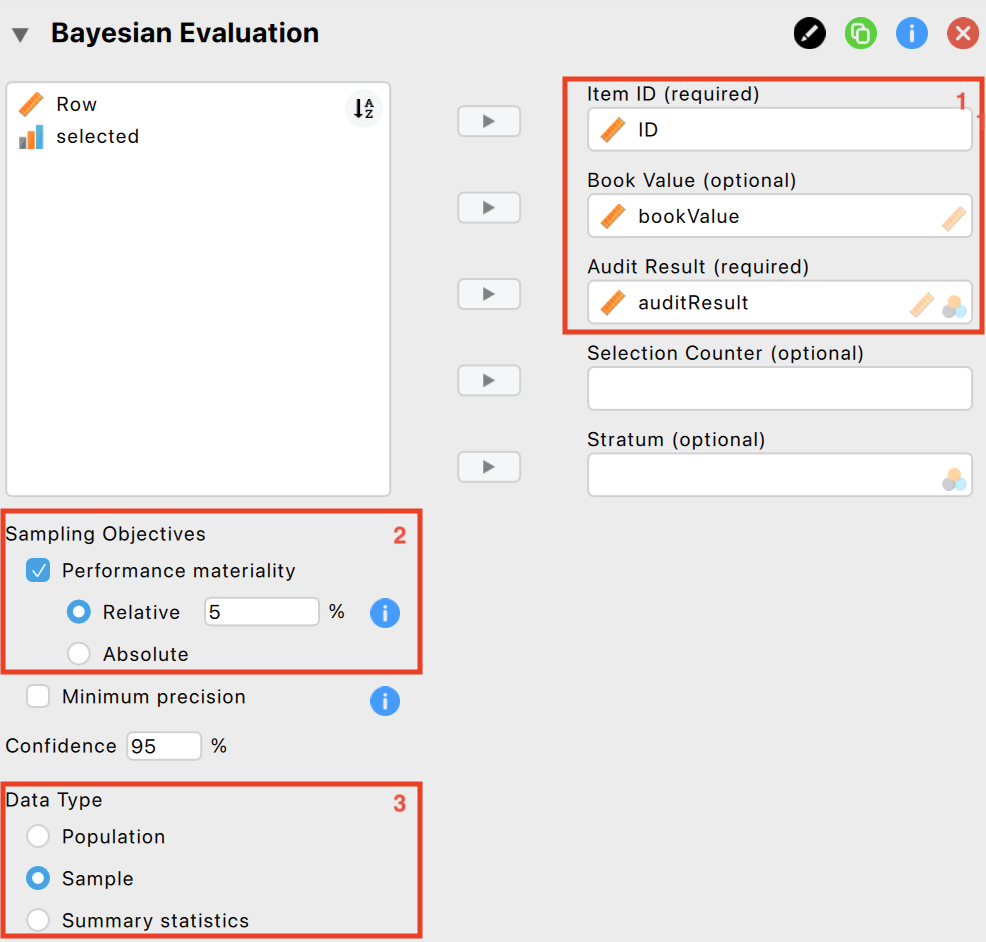 Bayesian Evaluation
Row
selected
Item ID (required)
1
ID
Book Value (optional)
bookValue
Audit Result (required)
auditResult
Selection Counter (optional)
Stratum (optional)
Sampling Objectives
2
Performance materiality
Relative 5 %
Absolute
Minimum precision
Confidence 95 %
Data Type
3
Population
Sample
Summary statistics